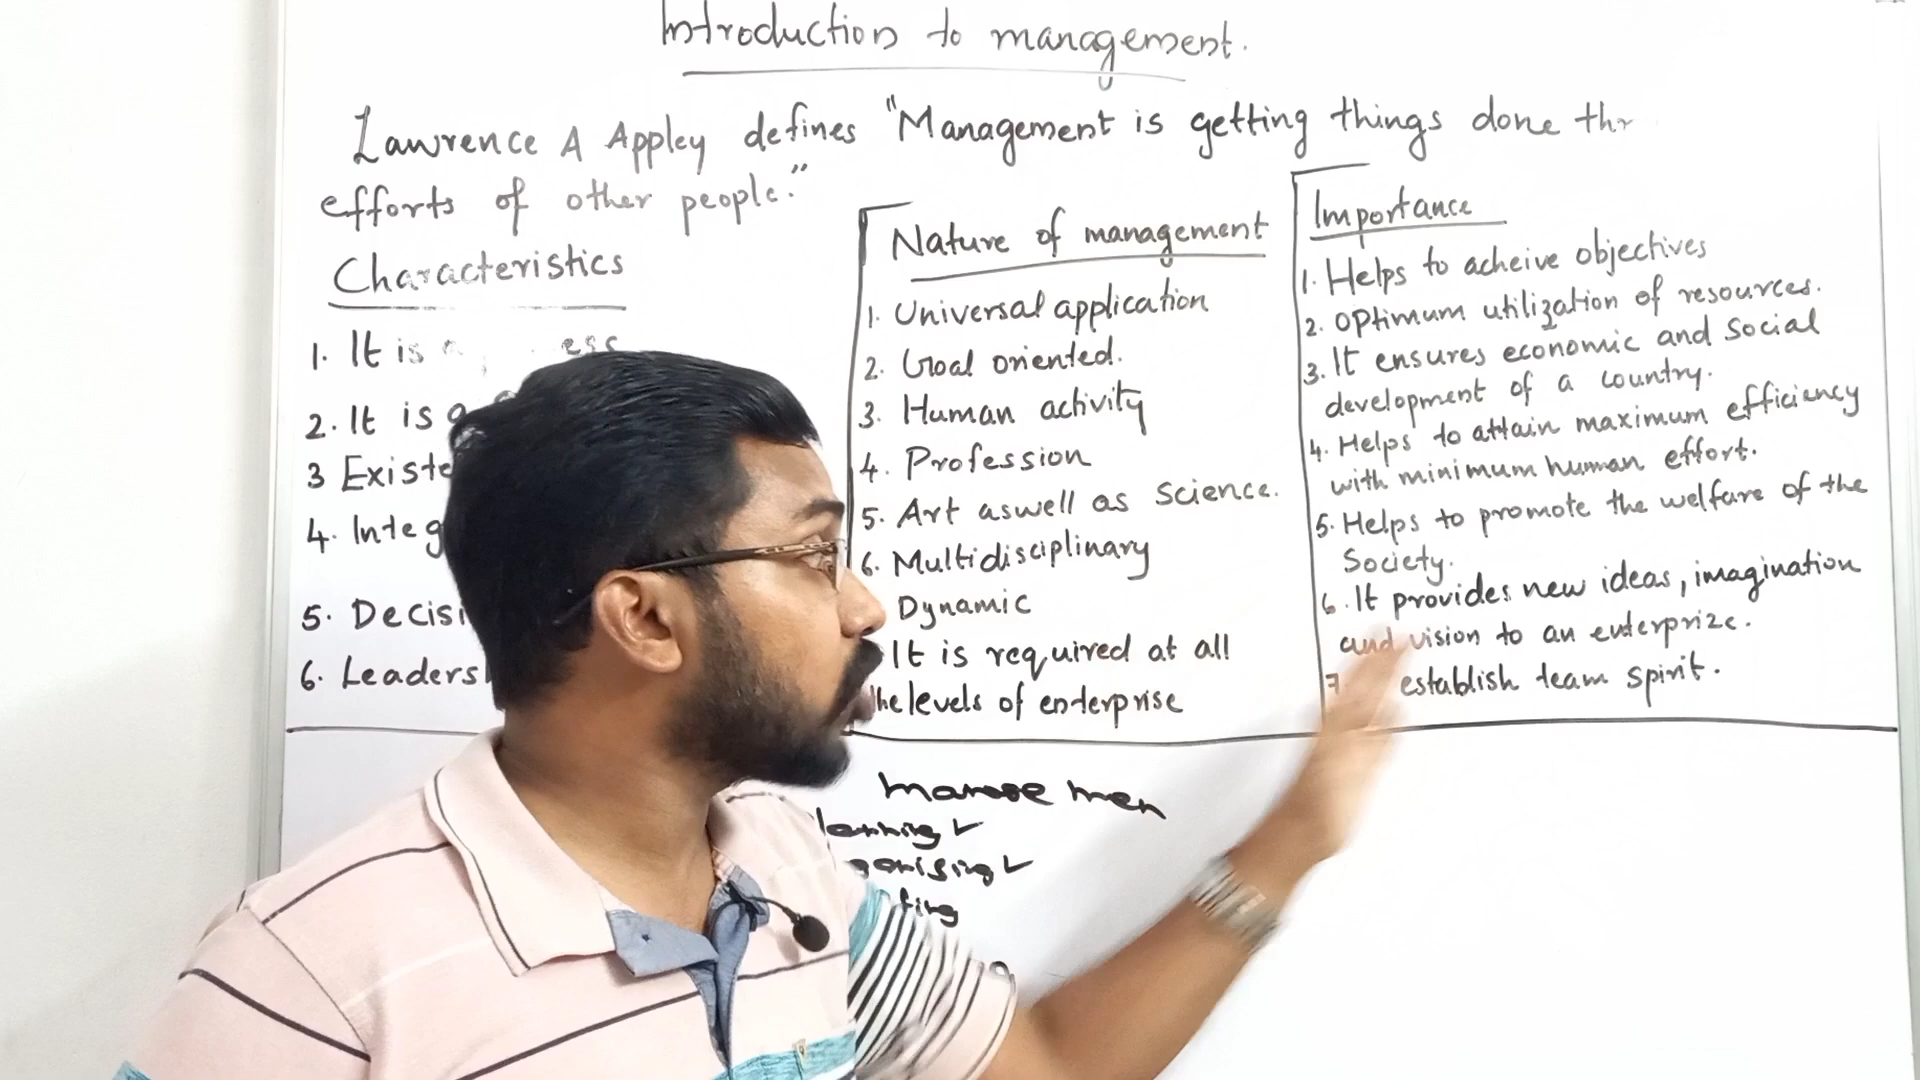 Introduction to management.
Lawrence A Appley defines "Management is getting things done thr
efforts of other people."
Characteristics
1. It is a
2. It is a
3 Existe
4. Integ
5. Decisi
6. Leaders
Nature of management
1. Universal application
2. Goal oriented.
3. Human activity
4. Profession
5. Art aswell as Science.
6. Multidisciplinary
Dynamic
It is required at all
the levels of enterprise
Importance
1. Helps to acheive objectives
2. optimum utilization of resources.
3. It ensures economic and social
development of a country.
4. Helps to attain maximum efficiency
with minimum human effort.
5. Helps to promote the welfare of the
Society.
6. It provides new ideas, imagination
and vision to an enterprize.
7. establish team spirit.
lanning ✓
ganising ✓
fing